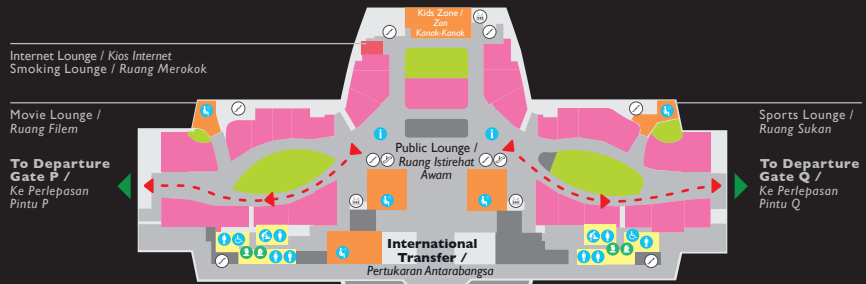 Kids Zone /
Zon
Kanak-Kanak
Internet Lounge / Kios Internet
Smoking Lounge / Ruang Merokok
Movie Lounge /
Ruang Filem
To Departure
Gate P /
Ke Perlepasan
Pintu P
Public Lounge /
Ruang Istirehat
Awam
Sports Lounge /
Ruang Sukan
To Departure
Gate Q /
Ke Perlepasan
Pintu Q
International
Transfer /
Pertukaran Antarabangsa